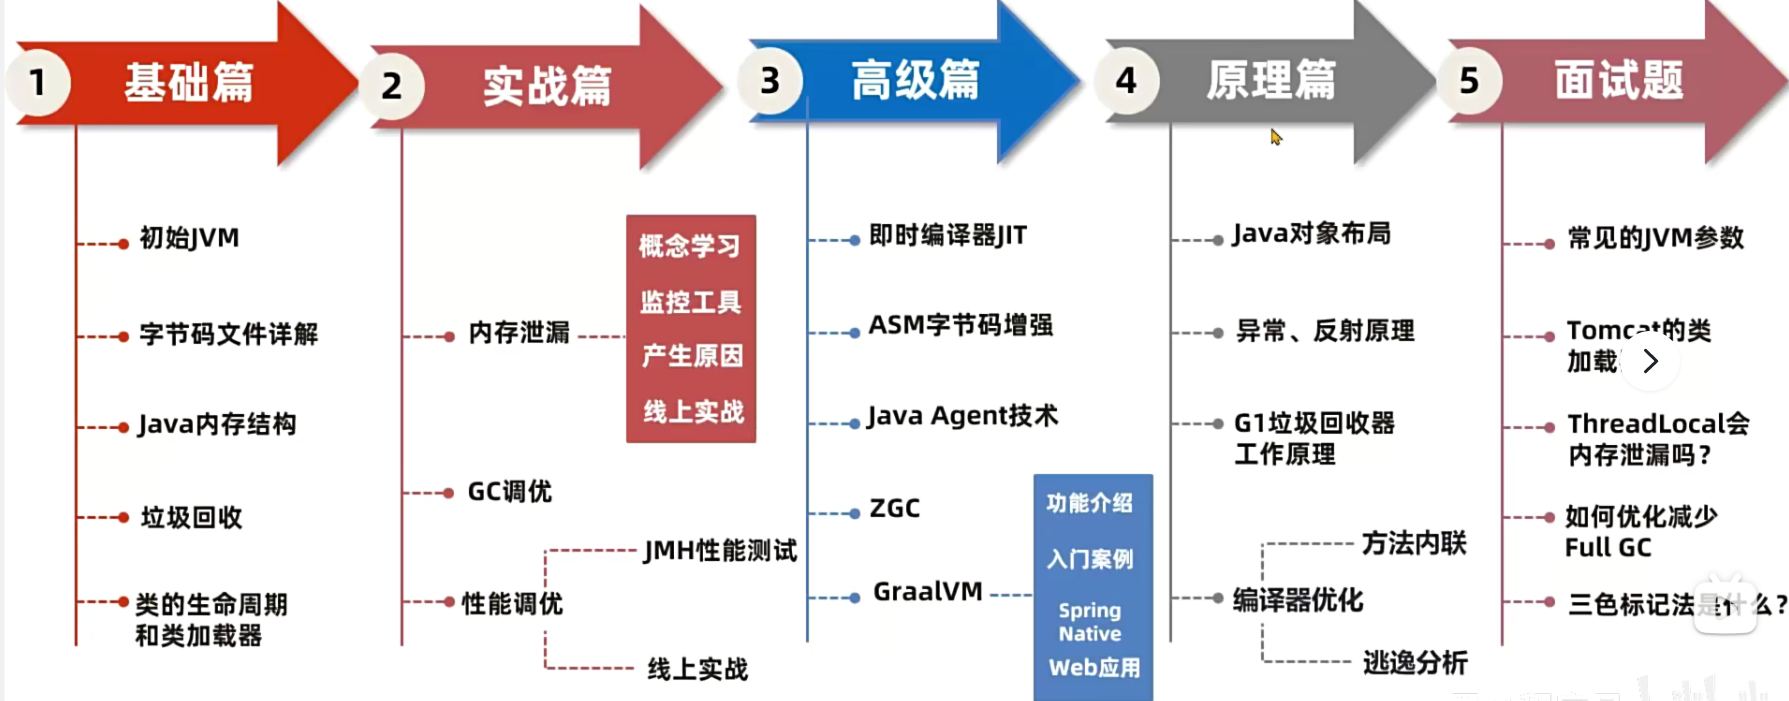 1
基础篇
初始JVM
字节码文件详解
Java内存结构
垃圾回收
类的生命周期
和类加载器
2
实战篇
内存泄漏
概念学习
监控工具
产生原因
线上实战
GC调优
性能调优
JMH性能测试
线上实战
3
高级篇
即时编译器JIT
ASM字节码增强
Java Agent技术
ZGC
GraalVM
功能介绍
入门案例
Spring
Native
Web应用
4
原理篇
Java对象布局
异常、反射原理
G1垃圾回收器
工作原理
编译器优化
方法内联
逃逸分析
5
面试题
常见的JVM参数
Tomcat的类
加载
ThreadLocal会
内存泄漏吗？
如何优化减少
Full GC
三色标记法是什么？